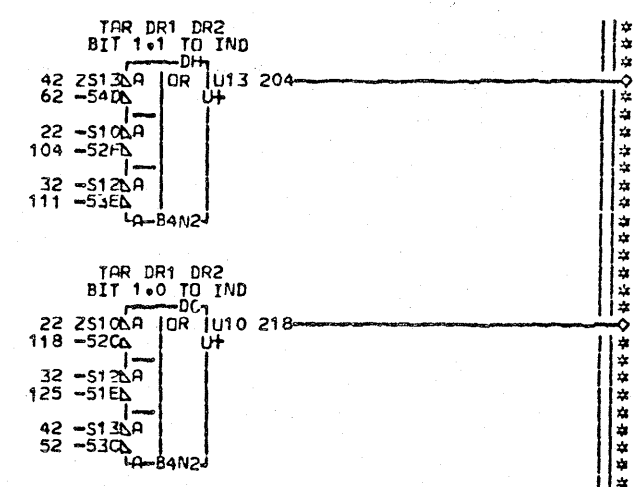 TAR DR1 DR2
BIT 1.1 TO IND
DH
42 ZS13 A OR U13 204
62 -54D U+
22 -S10 A
104 -52F
32 -S12 A
111 -53E
A-B4N2
TAR DR1 DR2
BIT 1.0 TO IND
DC
22 ZS10 A OR U10 218
118 -52C U+
32 -S12 A
125 -51E
42 -S13 A
52 -53C
A-B4N2